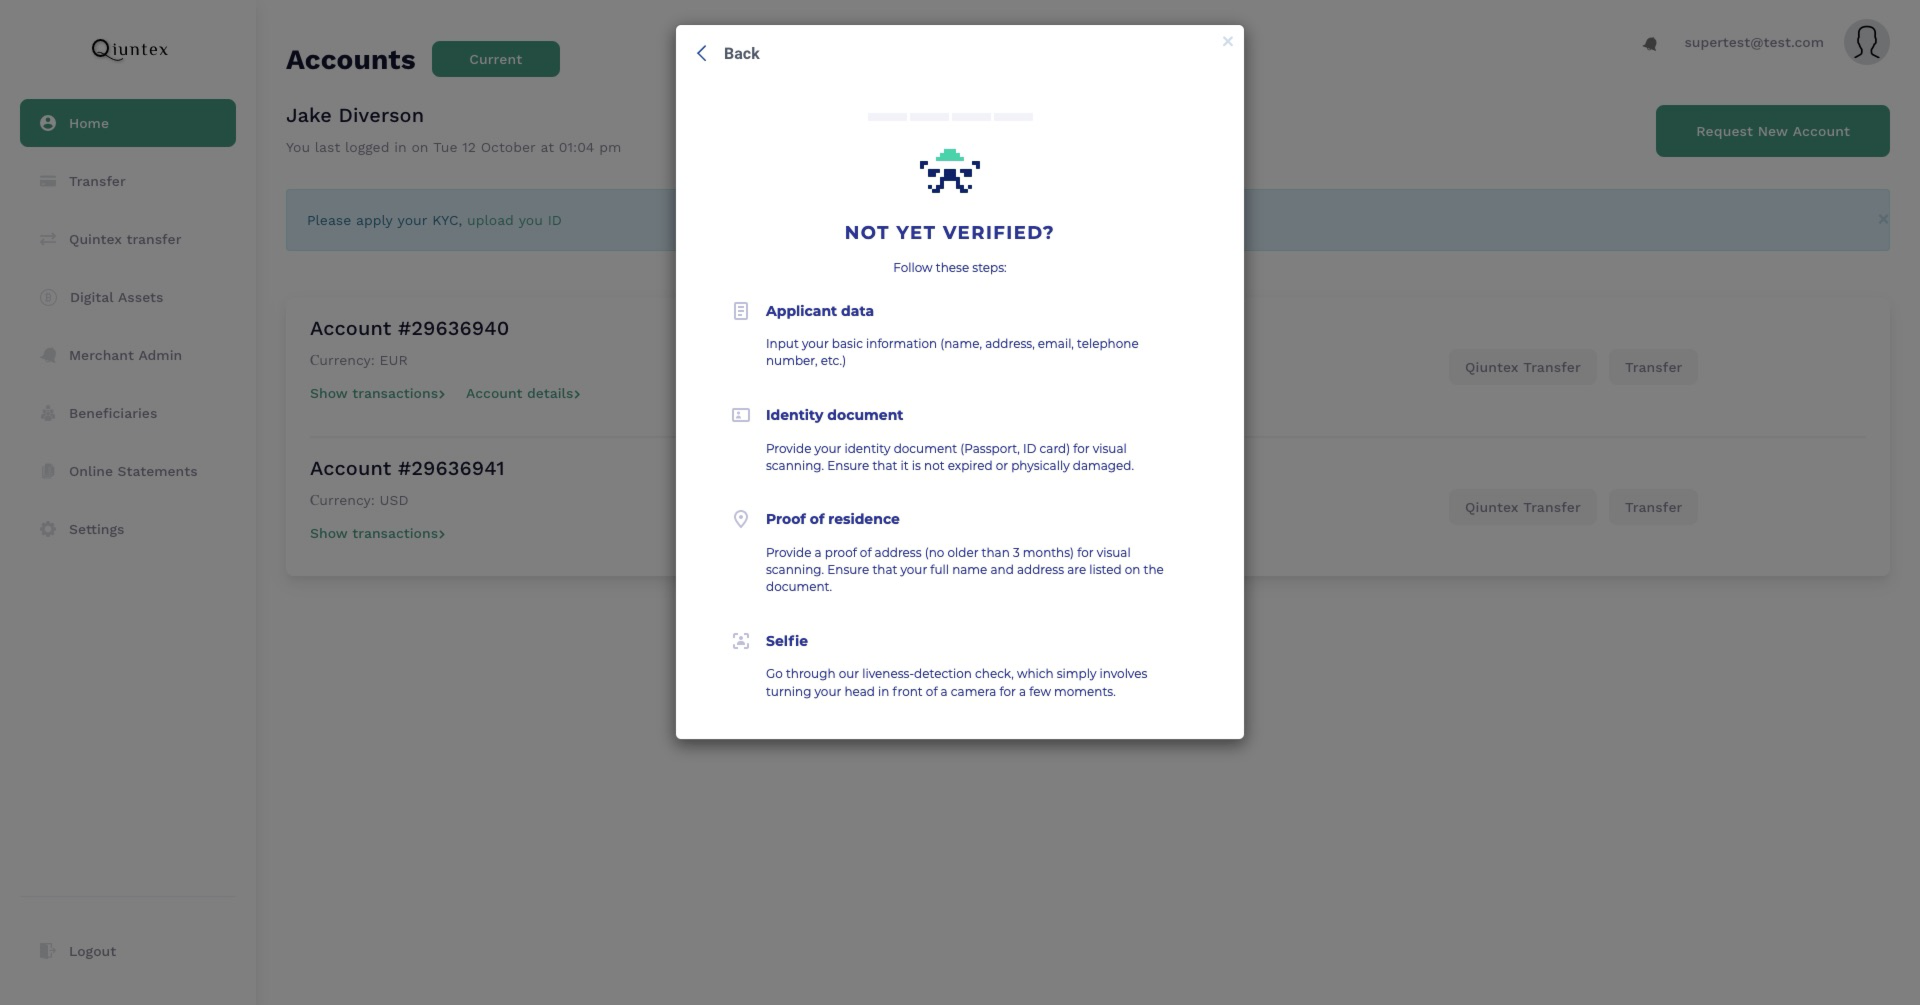 Qiuntex
Home
Transfer
Quintex transfer
Digital Assets
Merchant Admin
Beneficiaries
Online Statements
Settings
Logout
Accounts
Current
supertest@test.com
Jake Diverson
You last logged in on Tue 12 October at 01:04 pm
Request New Account
Please apply your KYC, upload you ID
Account #29636940
Currency: EUR
Show transactions> Account details>
Qiuntex Transfer Transfer
Account #29636941
Currency: USD
Show transactions>
Qiuntex Transfer Transfer
Back
NOT YET VERIFIED?
Follow these steps:
Applicant data
Input your basic information (name, address, email, telephone
number, etc.)
Identity document
Provide your identity document (Passport, ID card) for visual
scanning. Ensure that it is not expired or physically damaged.
Proof of residence
Provide a proof of address (no older than 3 months) for visual
scanning. Ensure that your full name and address are listed on the
document.
Selfie
Go through our liveness-detection check, which simply involves
turning your head in front of a camera for a few moments.